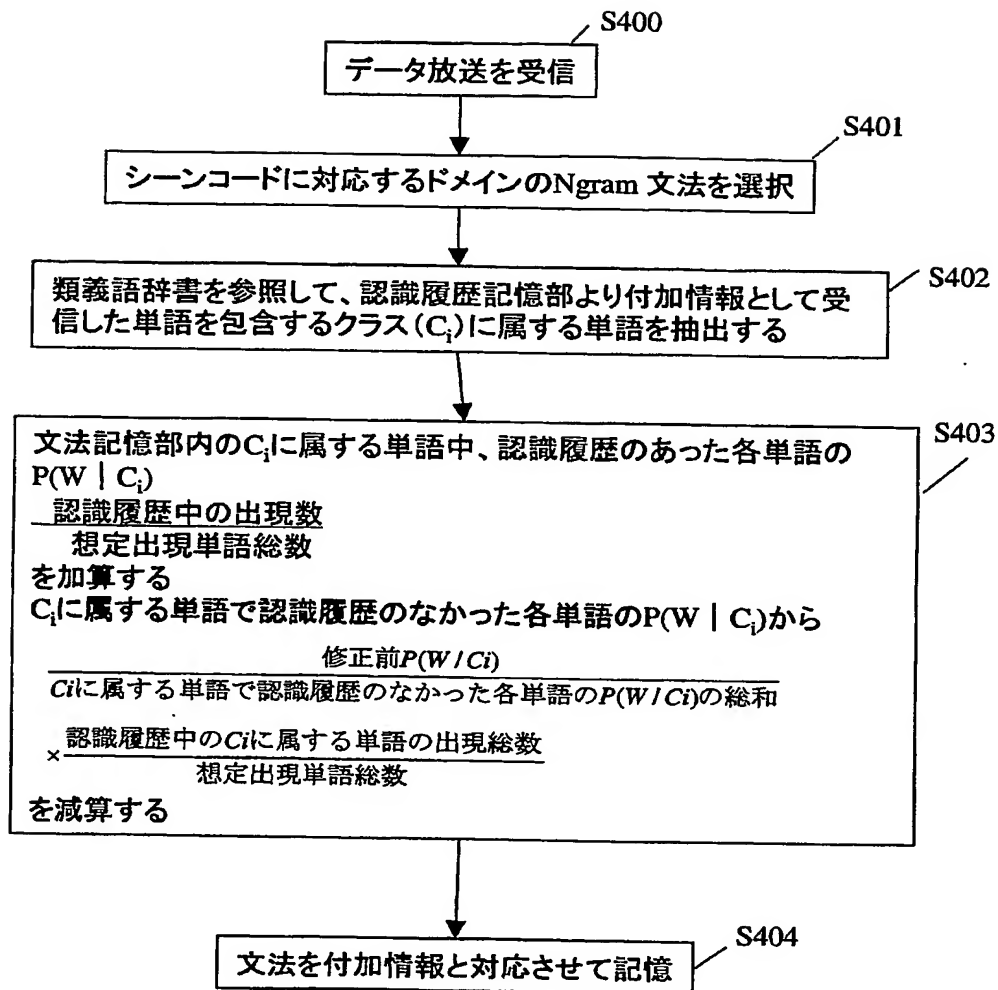 S400
データ放送を受信
S401
シーンコードに対応するドメインのNgram 文法を選択
S402
類義語辞書を参照して、認識履歴記憶部より付加情報として受
信した単語を包含するクラス(Ci)に属する単語を抽出する
S403
文法記憶部内のCiに属する単語中、認識履歴のあった各単語の
P(W | Ci)
認識履歴中の出現数
想定出現単語総数
を加算する
Ciに属する単語で認識履歴のなかった各単語のP(W | Ci)から
修正前P(W / Ci)
Ciに属する単語で認識履歴のなかった各単語のP(W / Ci)の総和
× 認識履歴中のCiに属する単語の出現総数
想定出現単語総数
を減算する
S404
文法を付加情報と対応させて記憶